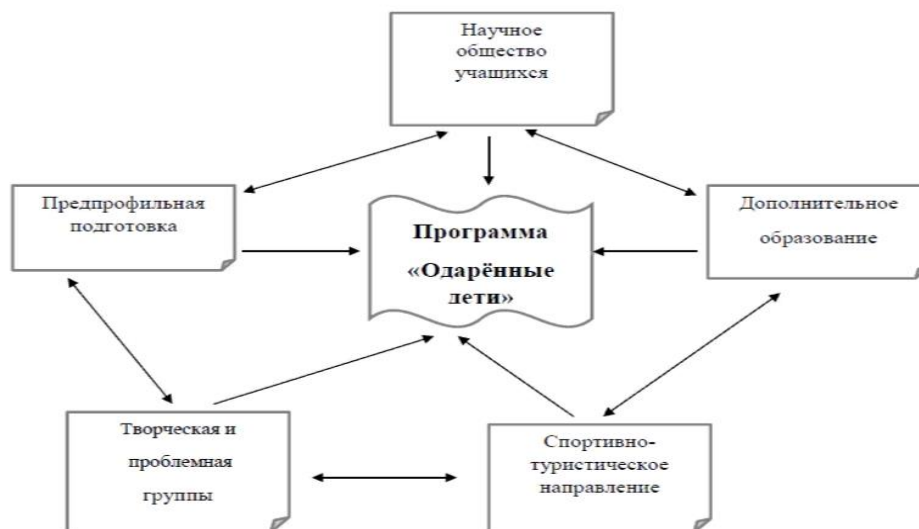 Научное
общество
учащихся
Предпрофильная
подготовка
Программа
«Одарённые
дети»
Дополнительное
образование
Творческая и
проблемная
группы
Спортивно-
туристическое
направление